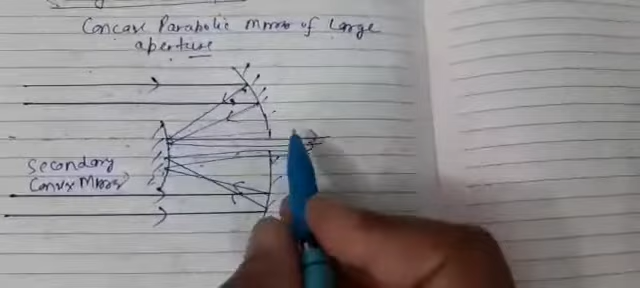 Concave Parabolic Mirror of Large
aperture
Secondary
Convex Mirror